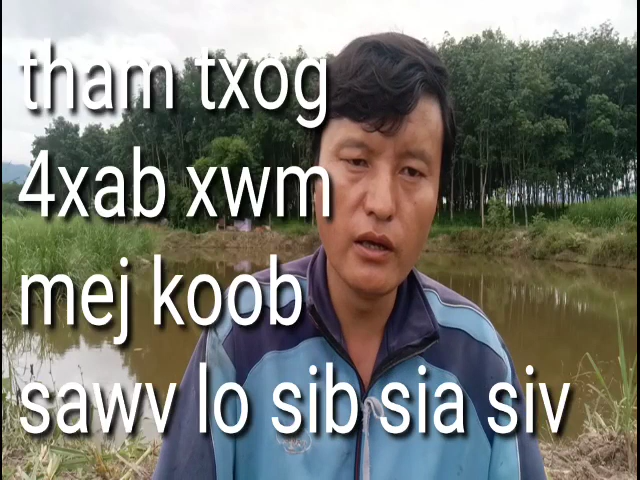 tham txog
4xab xwm
mej koob
sawv lo sib sia siv